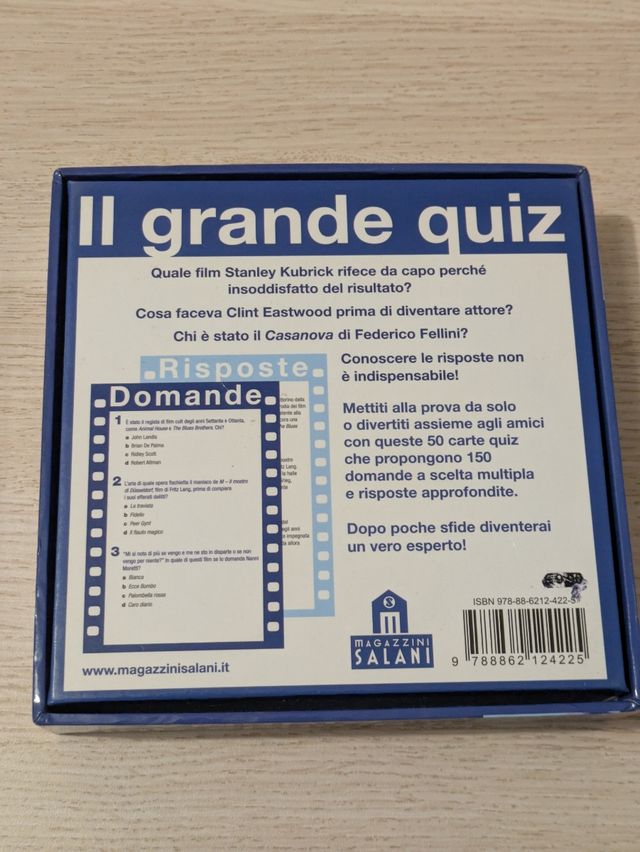 Il grande quiz
Quale film Stanley Kubrick rifece da capo perché
insoddisfatto del risultato?
Cosa faceva Clint Eastwood prima di diventare attore?
Chi è stato il Casanova di Federico Fellini?
Risposte
Domande
1 È stato il regista di film cult degli anni Settanta e Ottanta,
come Animal House e The Blues Brothers. Chi?
a John Landis
b Brian De Palma
c Ridley Scott
d Robert Altman
2 L'aria di quale opera fischietta il maniaco de M – Il mostro
di Düsseldorf, film di Fritz Lang, prima di compiere
i suoi efferati delitti?
a La traviata
b Fidelio
c Peer Gynt
d Il flauto magico
3 "Mi si nota di più se vengo e me ne sto in disparte o se non
vengo per niente?" In quale di questi film se lo domanda Nanni
Moretti?
a Bianca
b Ecce Bombo
c Palombella rossa
d Caro diario
Conoscere le risposte non
è indispensabile!
Mettiti alla prova da solo
o divertiti assieme agli amici
con queste 50 carte quiz
che propongono 150
domande a scelta multipla
e risposte approfondite.
Dopo poche sfide diventerai
un vero esperto!
www.magazzinisalani.it
MAGAZZINI
SALANI
ISBN 978-88-6212-422-5
9 788862 124225